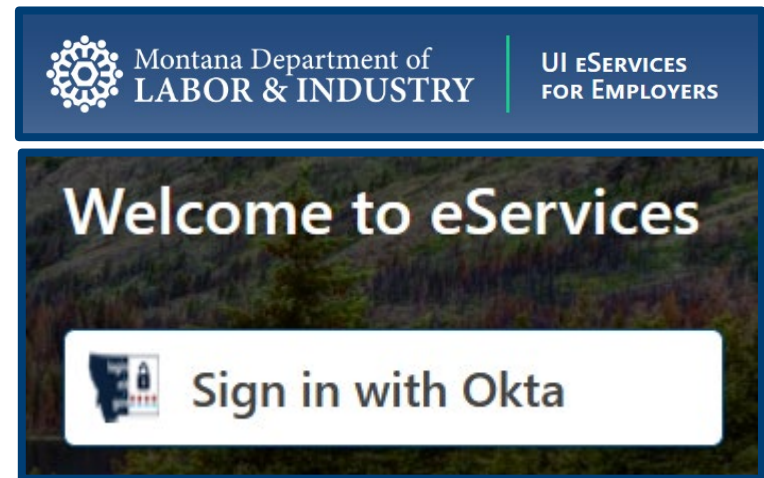 Montana Department of
LABOR & INDUSTRY
UI eServices
for Employers
Welcome to eServices
Sign in with Okta